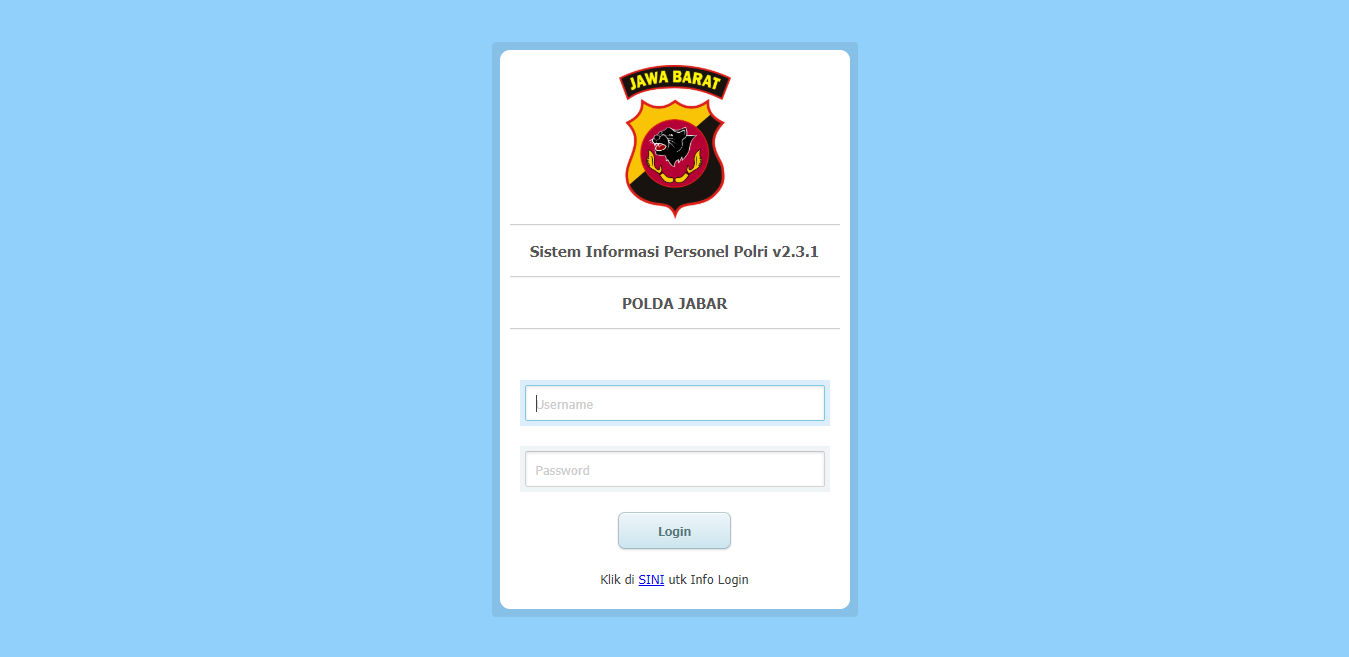 JAWA BARAT
Sistem Informasi Personel Polri v2.3.1
POLDA JABAR
Username
Password
Login
Klik di SINI utk Info Login